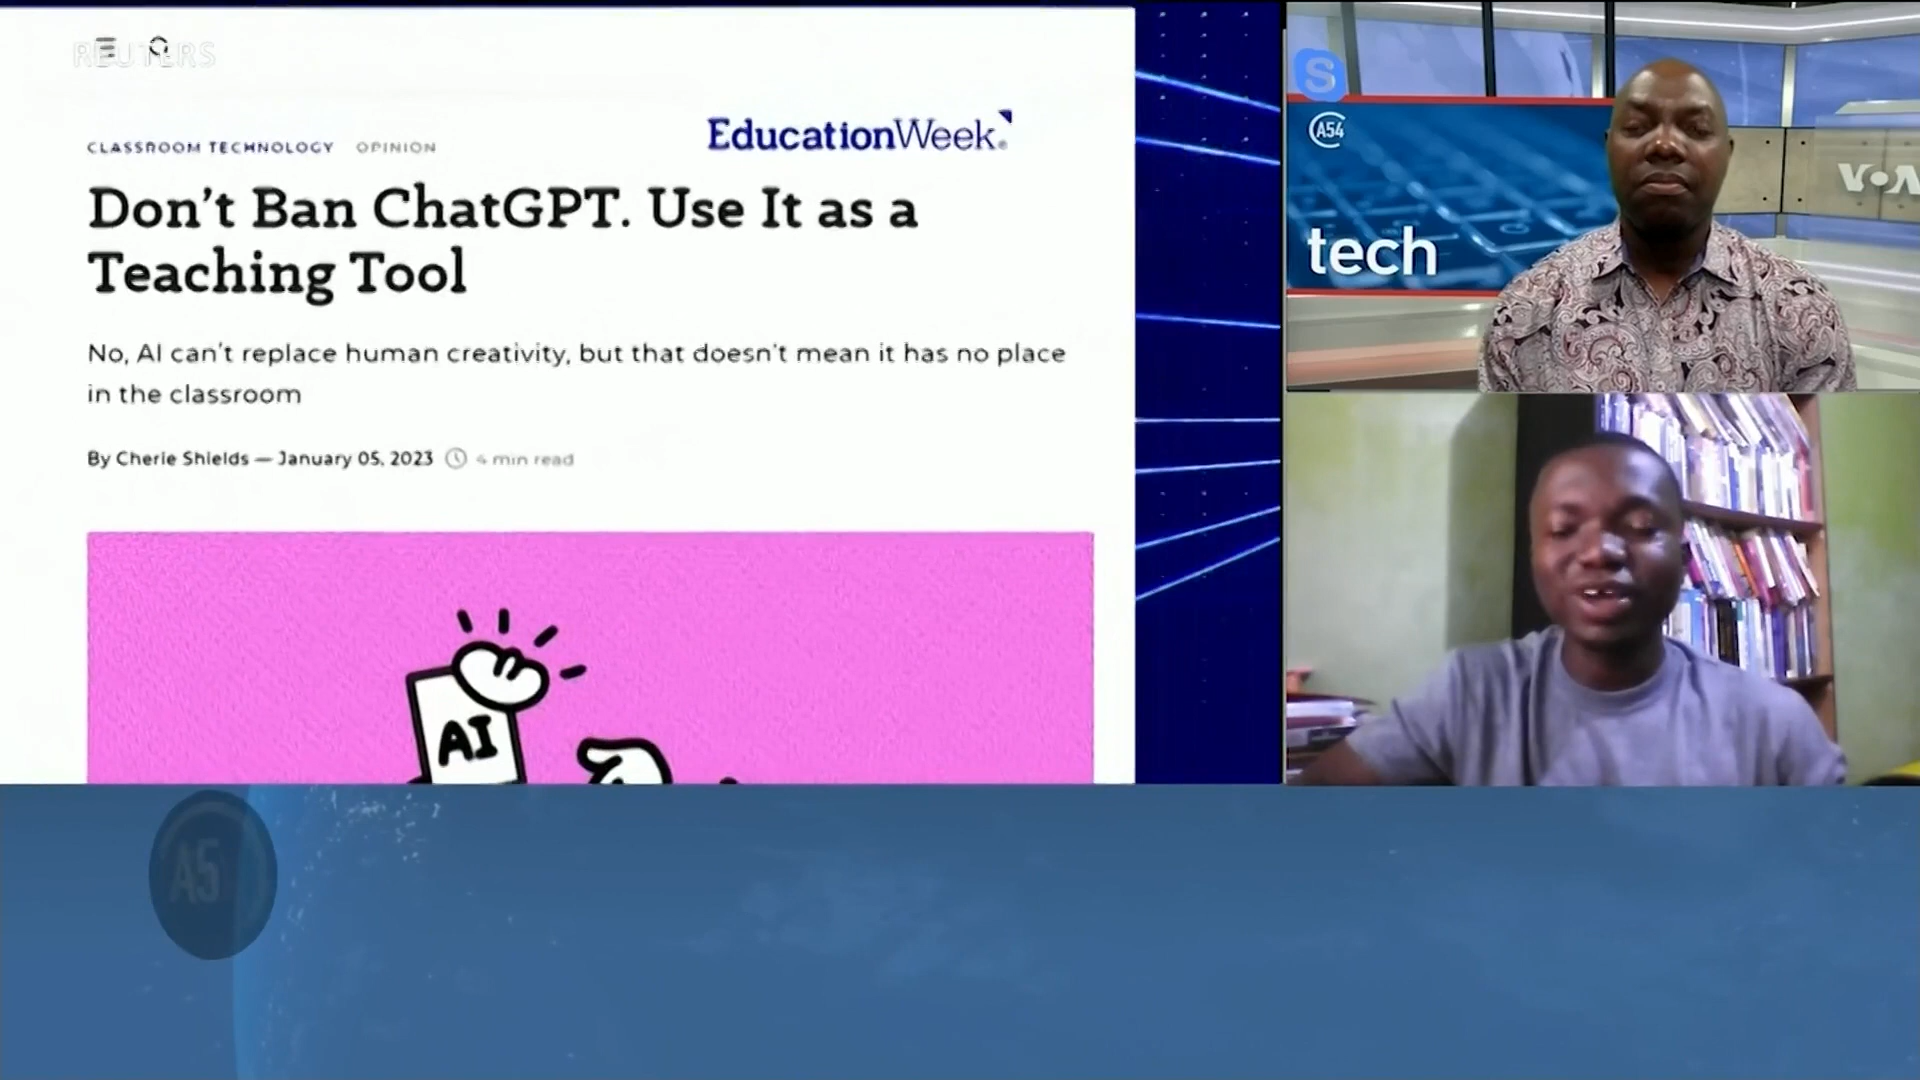 REUTERS
EducationWeek.
CLASSROOM TECHNOLOGY OPINION
Don't Ban ChatGPT. Use It as a
Teaching Tool
No, AI can't replace human creativity, but that doesn't mean it has no place
in the classroom
By Cherie Shields — January 05, 2023 4 min read
AI
S
A54
tech
VOA
A5